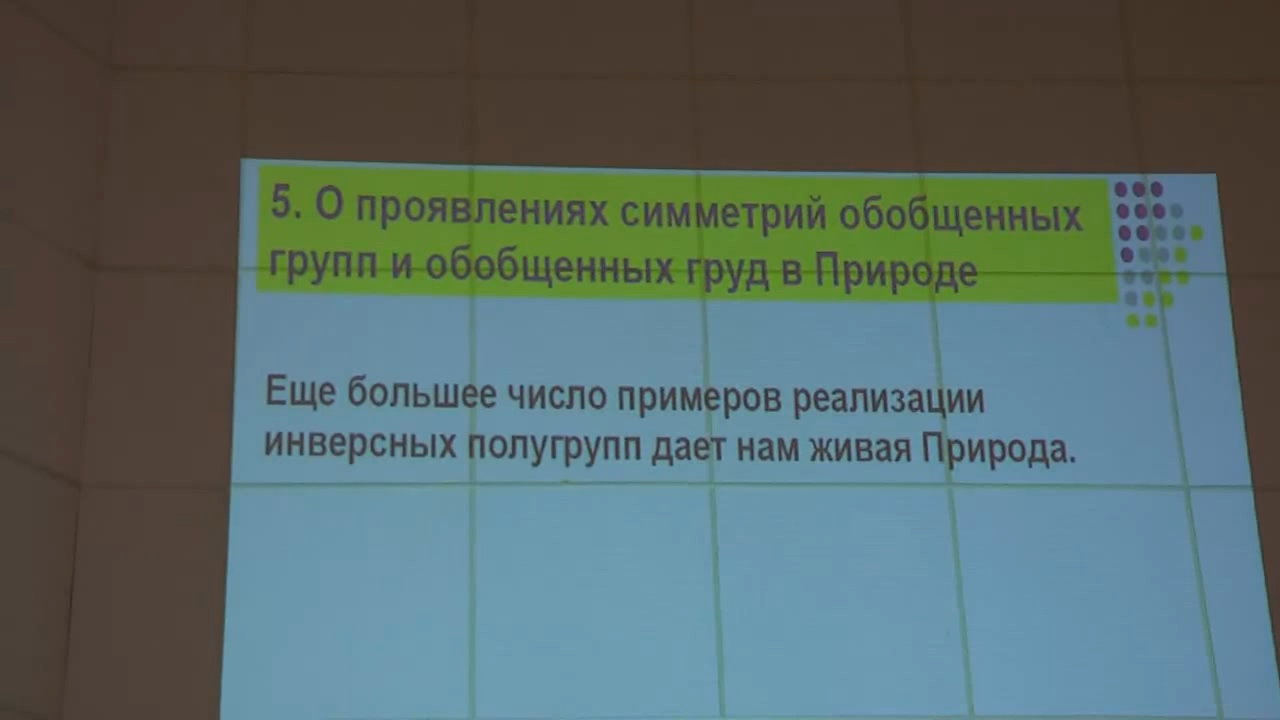 5. О проявлениях симметрий обобщенных
групп и обобщенных груд в Природе
Еще большее число примеров реализации
инверсных полугрупп дает нам живая Природа.